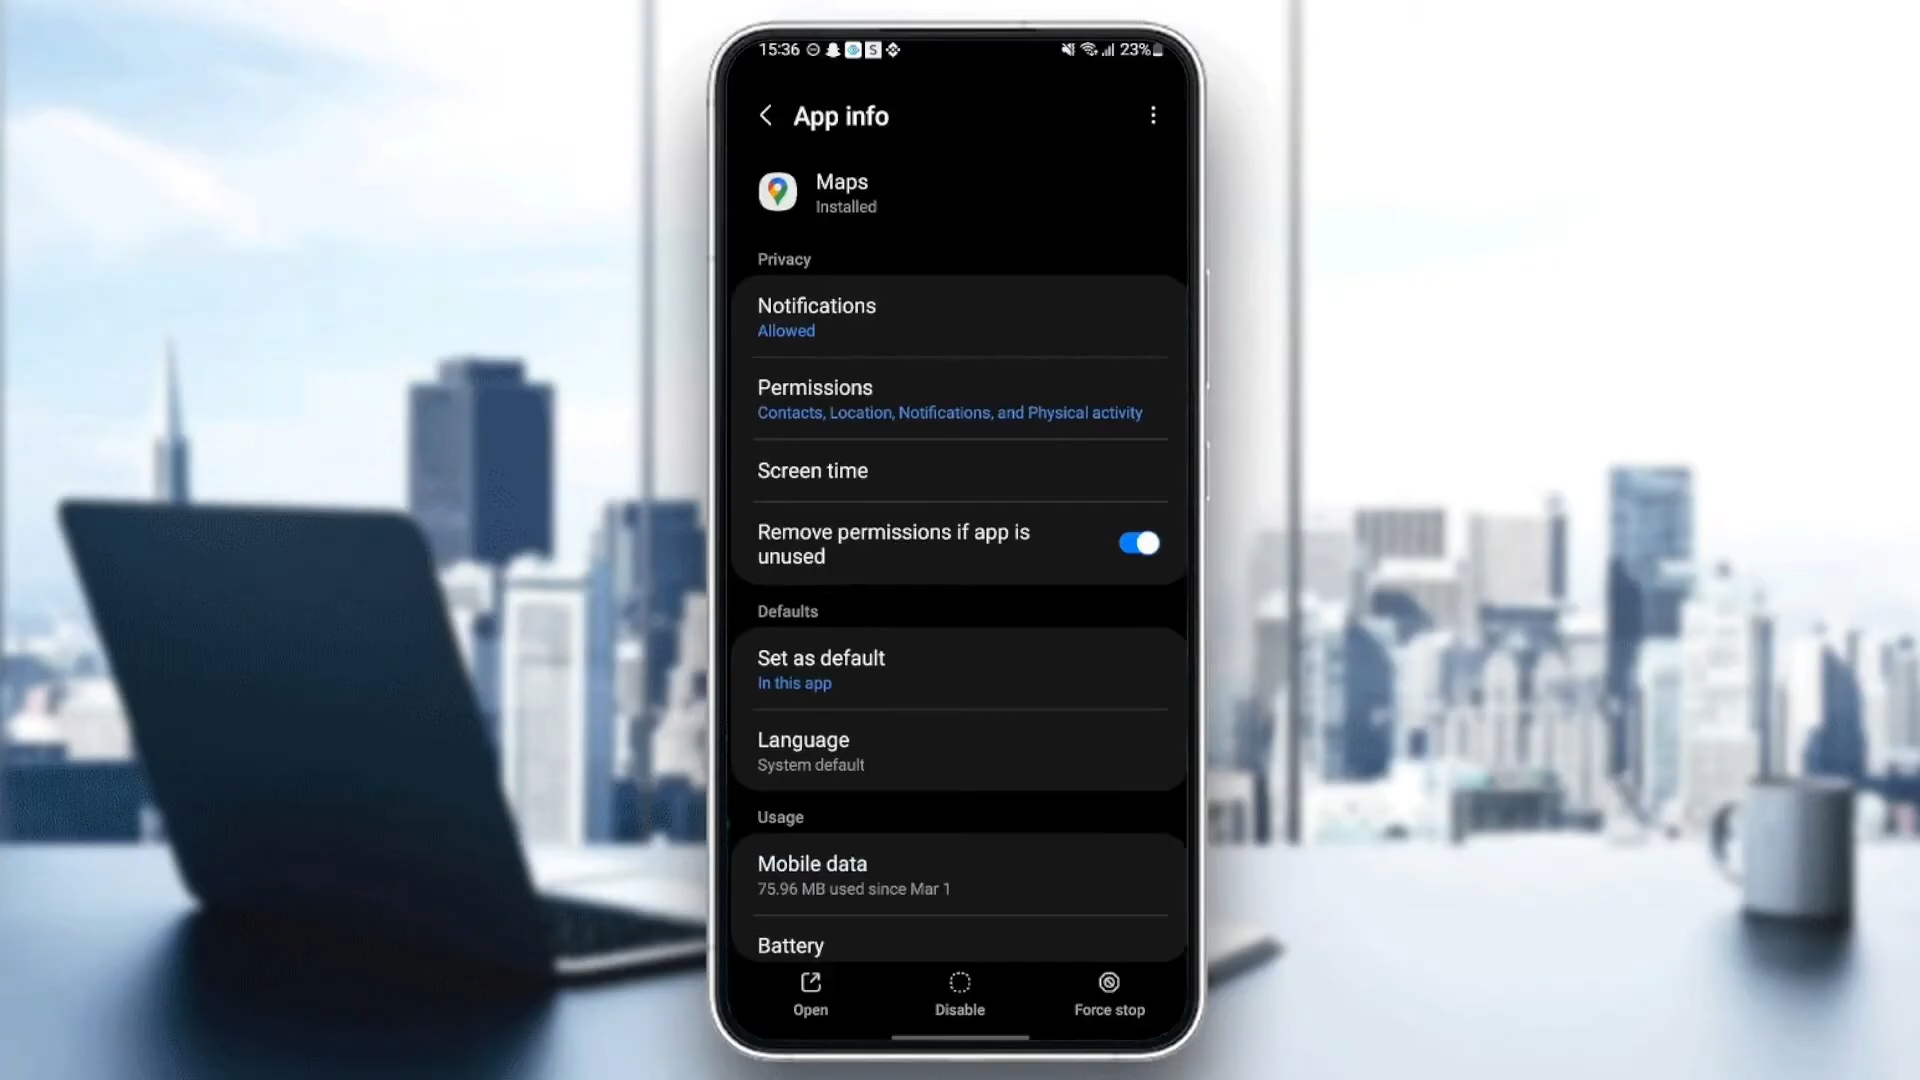 15:36
23%
App info
Maps
Installed
Privacy
Notifications
Allowed
Permissions
Contacts, Location, Notifications, and Physical activity
Screen time
Remove permissions if app is
unused
Defaults
Set as default
In this app
Language
System default
Usage
Mobile data
75.96 MB used since Mar 1
Battery
Open
Disable
Force stop